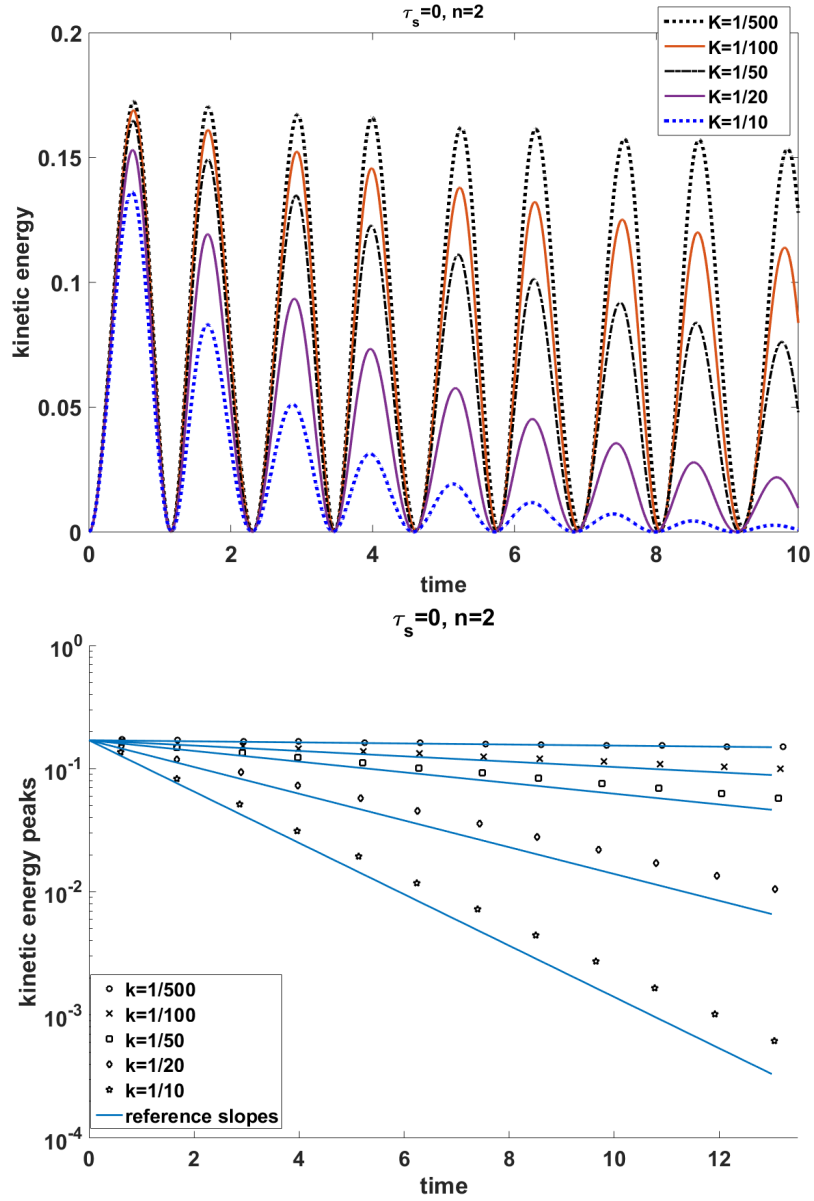 τs=0, n=2
K=1/500
K=1/100
K=1/50
K=1/20
K=1/10
kinetic energy
0.2
0.15
0.1
0.05
0
0 2 4 6 8 10
time
τs=0, n=2
kinetic energy peaks
10^0
10^-1
10^-2
10^-3
10^-4
k=1/500
k=1/100
k=1/50
k=1/20
k=1/10
reference slopes
0 2 4 6 8 10 12
time